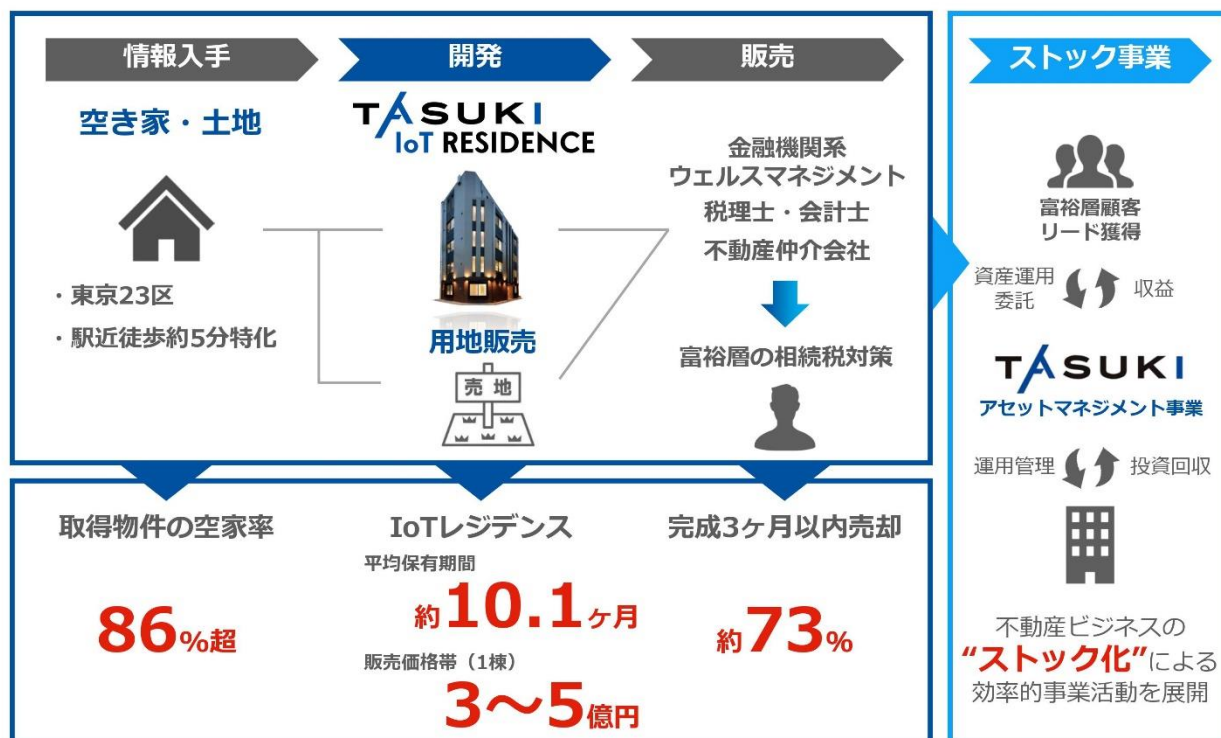 情報入手
空き家・土地
・東京23区
・駅近徒歩約5分特化
開発
TASUKI
IoT RESIDENCE
用地販売
売 地
販売
金融機関系
ウェルスマネジメント
税理士・会計士
不動産仲介会社
富裕層の相続税対策
取得物件の空家率
86%超
IoTレジデンス
平均保有期間
約10.1ヶ月
販売価格帯（1棟）
3～5億円
完成3ヶ月以内売却
約73%
ストック事業
富裕層顧客
リード獲得
資産運用
委託
収益
TASUKI
アセットマネジメント事業
運用管理
投資回収
不動産ビジネスの
“ストック化”による
効率的事業活動を展開